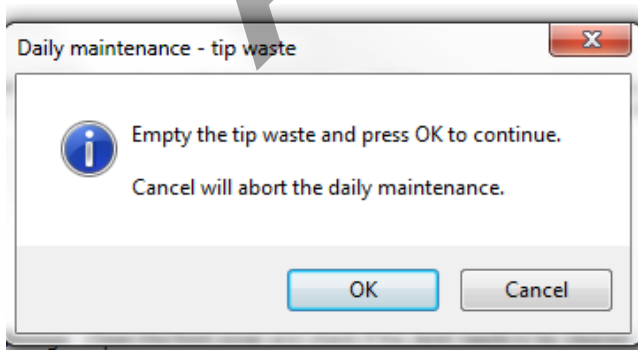 Daily maintenance - tip waste
Empty the tip waste and press OK to continue.
Cancel will abort the daily maintenance.
OK
Cancel